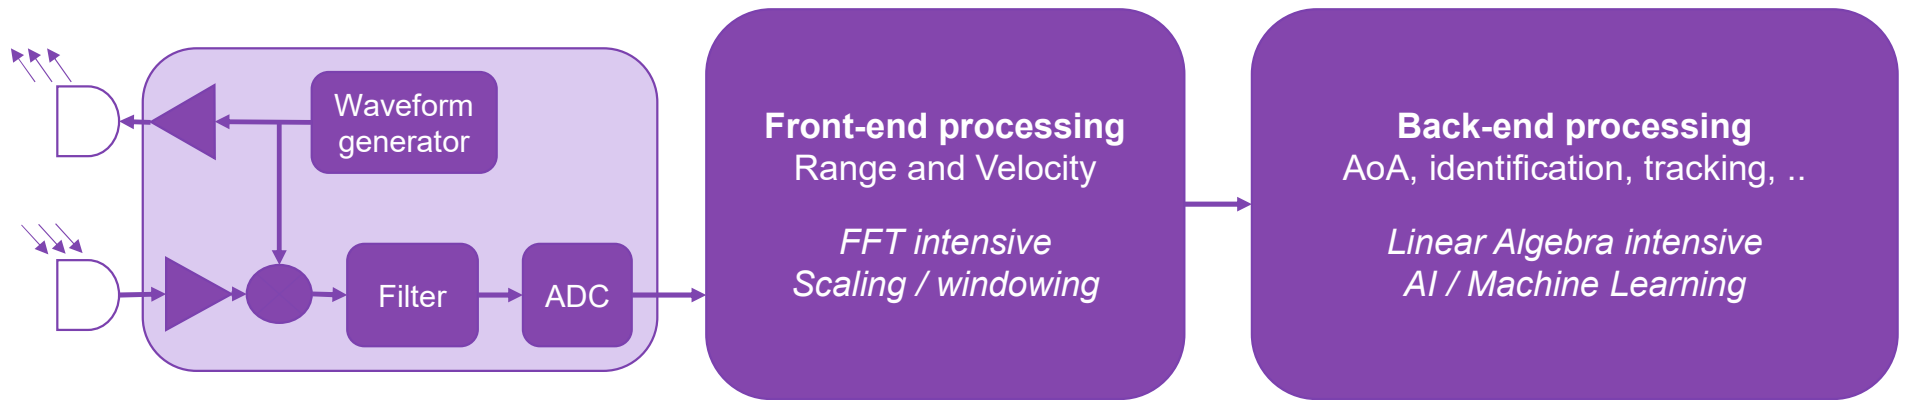 Waveform
generator
Filter
ADC
Front-end processing
Range and Velocity
FFT intensive
Scaling / windowing
Back-end processing
AoA, identification, tracking, ..
Linear Algebra intensive
AI / Machine Learning